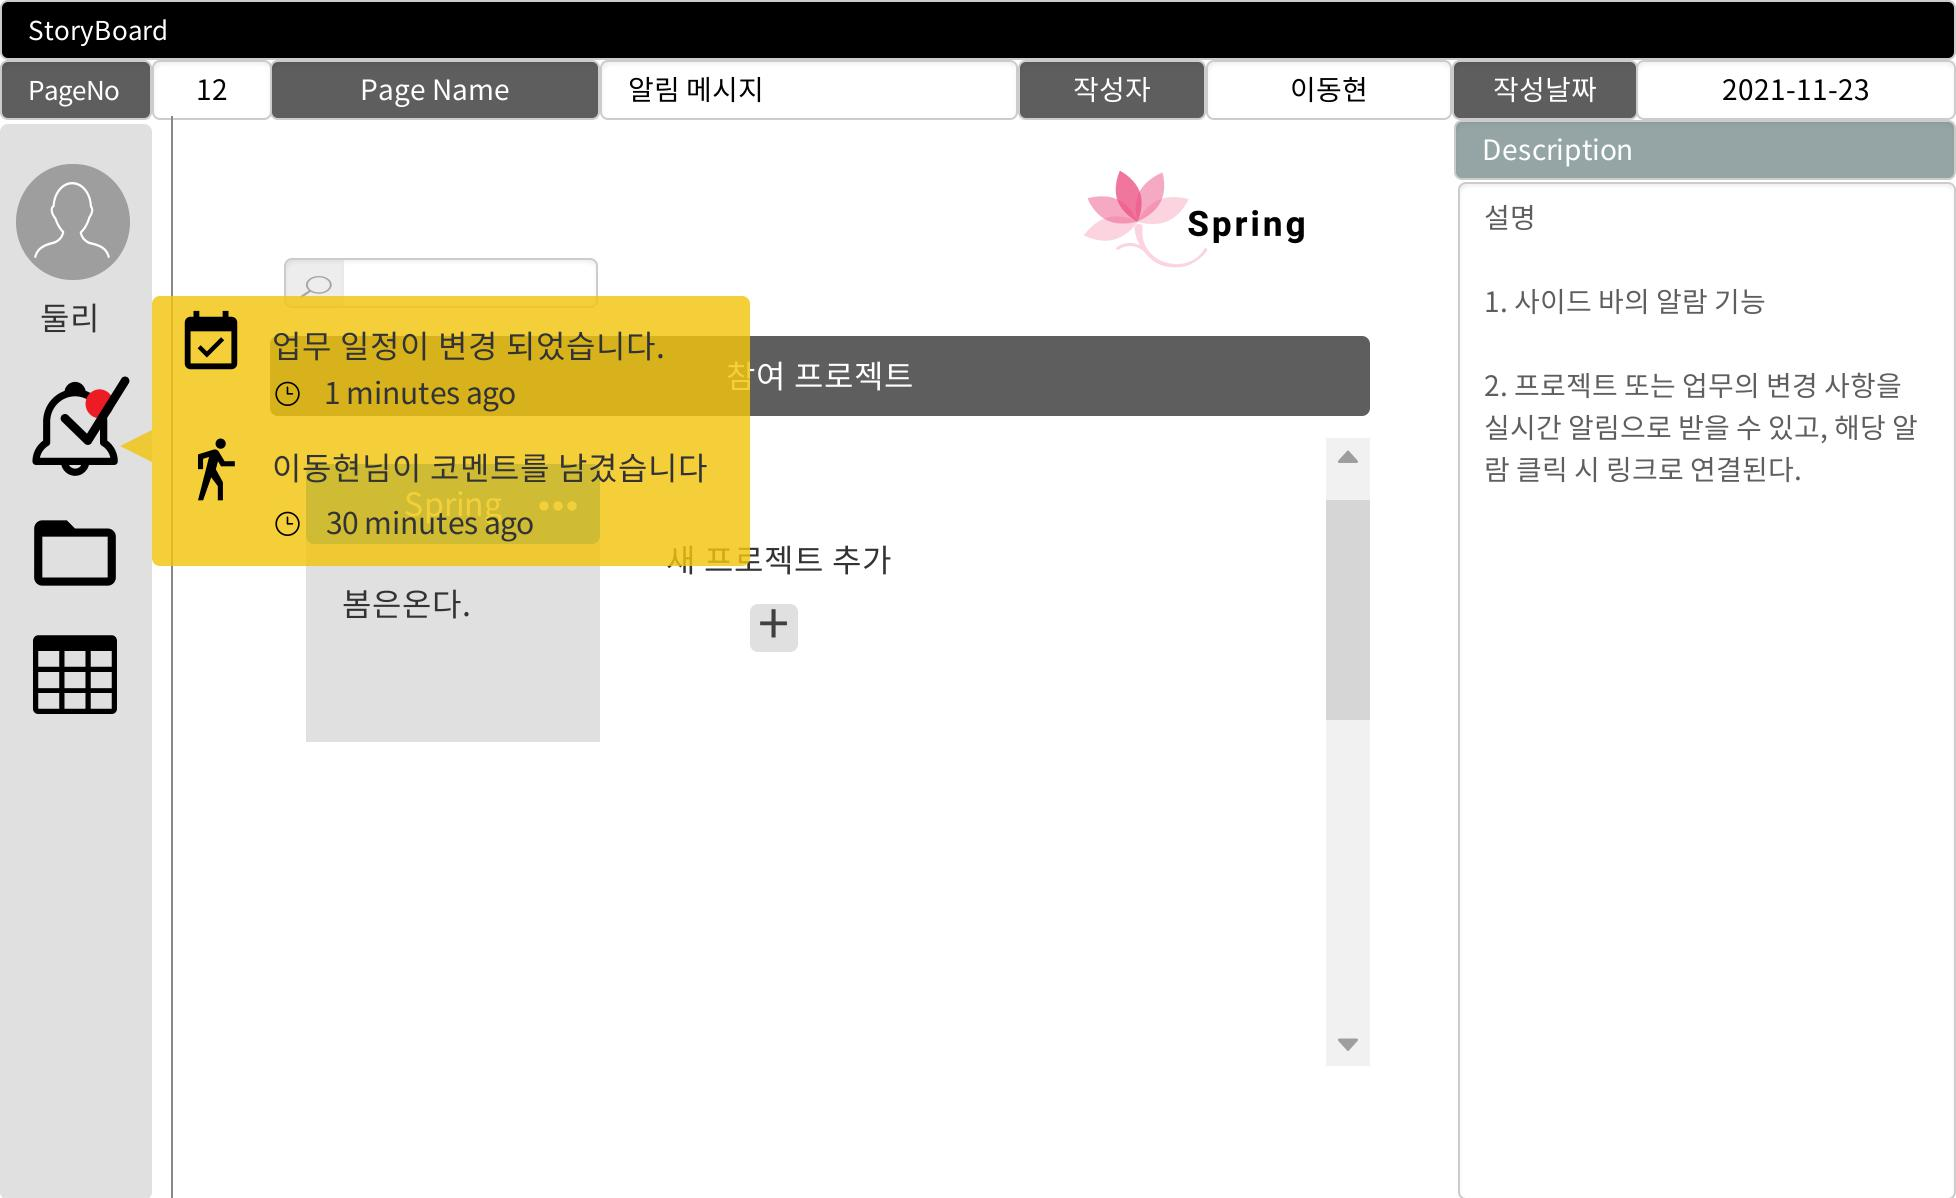 StoryBoard
PageNo
12
Page Name
알림 메시지
작성자
이동현
작성날짜
2021-11-23
둘리
Spring
업무 일정이 변경 되었습니다.
1 minutes ago
참여 프로젝트
이동현님이 코멘트를 남겼습니다
Spring
30 minutes ago
새 프로젝트 추가
봄은온다.
Description
설명
1. 사이드 바의 알람 기능
2. 프로젝트 또는 업무의 변경 사항을
실시간 알림으로 받을 수 있고, 해당 알
람 클릭 시 링크로 연결된다.